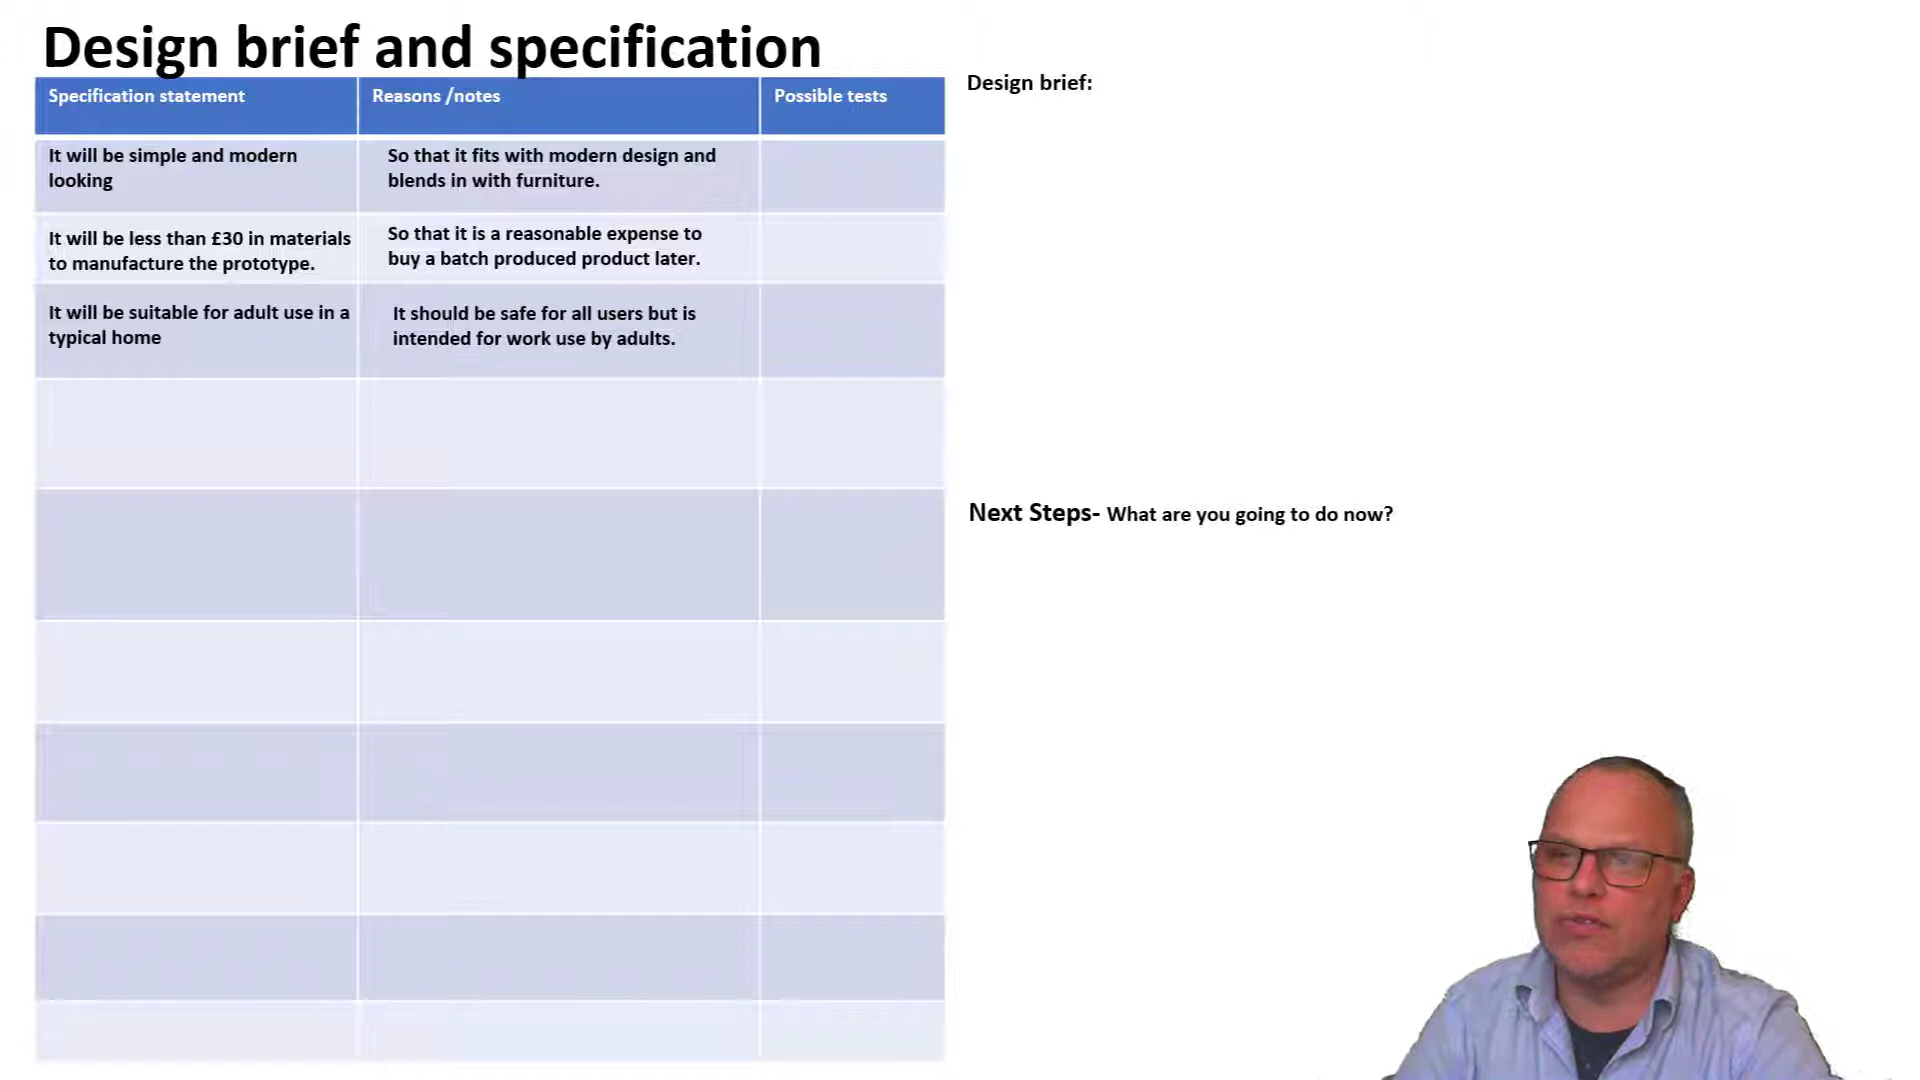 Design brief and specification
Specification statement
Reasons /notes
Possible tests
It will be simple and modern
looking
So that it fits with modern design and
blends in with furniture.
It will be less than £30 in materials
to manufacture the prototype.
So that it is a reasonable expense to
buy a batch produced product later.
It will be suitable for adult use in a
typical home
It should be safe for all users but is
intended for work use by adults.
Design brief:
Next Steps- What are you going to do now?